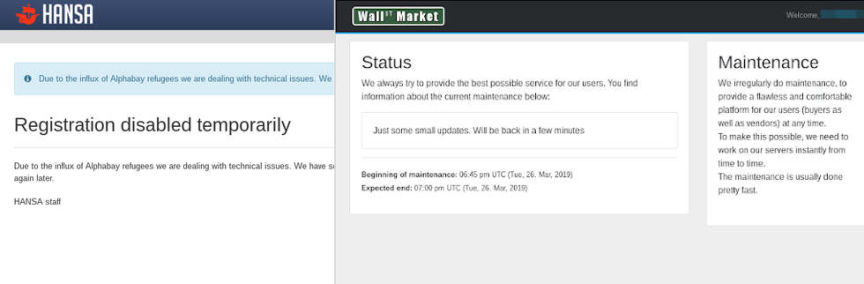 HANSA
Due to the influx of Alphabay refugees we are dealing with technical issues. We
Registration disabled temporarily
Due to the influx of Alphabay refugees we are dealing with technical issues. We have s
again later.
HANSA staff
Wall ST Market
Welcome,
Status
We always try to provide the best possible service for our users. You find
information about the current maintenance below:
Just some small updates. Will be back in a few minutes
Beginning of maintenance: 06:45 pm UTC (Tue, 26. Mar, 2019)
Expected end: 07:00 pm UTC (Tue, 26. Mar, 2019)
Maintenance
We irregularly do maintenance, to
provide a flawless and comfortable
platform for our users (buyers as
well as vendors) at any time.
To make this possible, we need to
work on our servers instantly from
time to time.
The maintenance is usually done
pretty fast.